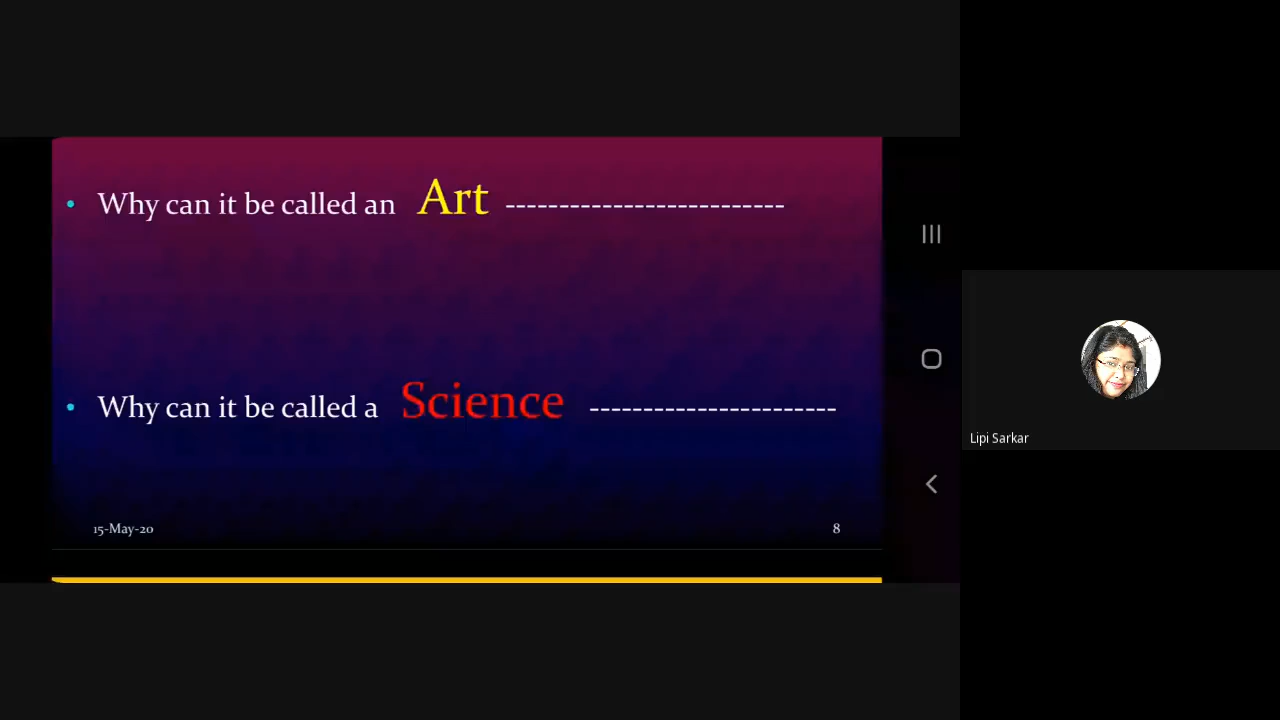 • Why can it be called an Art --------------------------
• Why can it be called a Science -----------------------
15-May-20 8
Lipi Sarkar